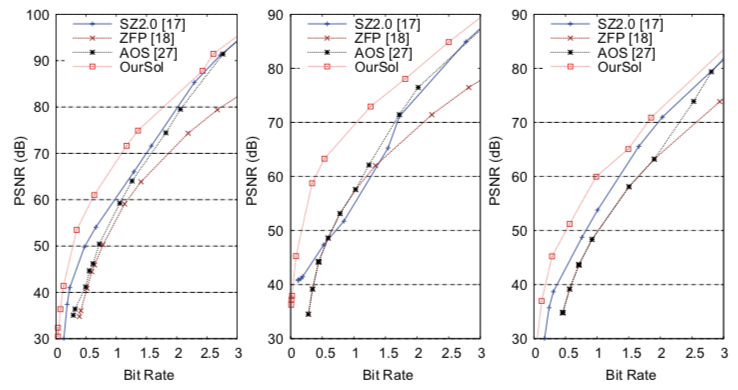 100
90
80
70
60
50
40
30
PSNR (dB)
0
0.5
1
1.5
2
2.5
3
Bit Rate
SZ2.0 [17]
ZFP [18]
AOS [27]
OurSol
90
80
70
60
50
40
30
PSNR (dB)
0
0.5
1
1.5
2
2.5
3
Bit Rate
SZ2.0 [17]
ZFP [18]
AOS [27]
OurSol
90
80
70
60
50
40
30
PSNR (dB)
0
0.5
1
1.5
2
2.5
3
Bit Rate
SZ2.0 [17]
ZFP [18]
AOS [27]
OurSol